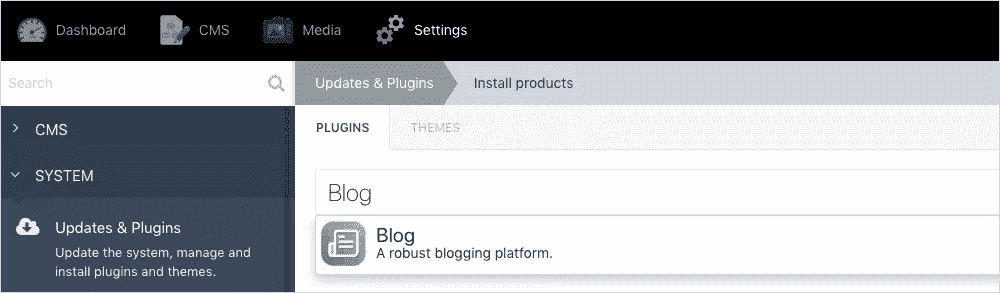 Dashboard CMS Media Settings
Search
Updates & Plugins Install products
CMS
PLUGINS THEMES
SYSTEM
Blog
Updates & Plugins
Update the system, manage and
install plugins and themes.
Blog
A robust blogging platform.